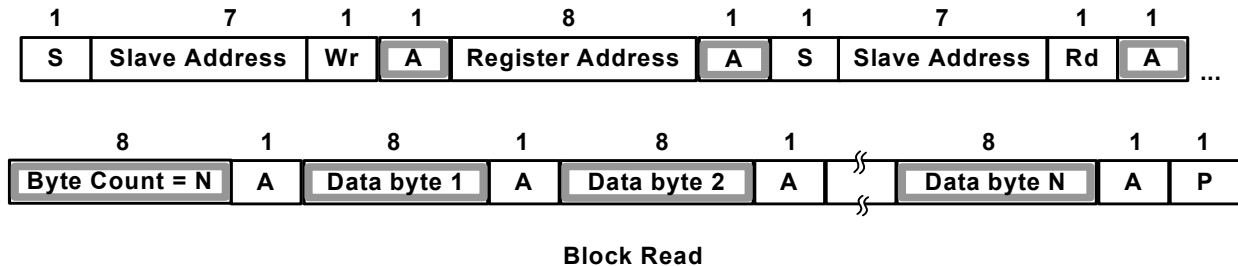 1 7 1 1 8 1 1 7 1 1
S Slave Address Wr A Register Address A S Slave Address Rd A ...
8 1 8 1 8 1 8 1 1
Byte Count = N A Data byte 1 A Data byte 2 A Data byte N A P
Block Read